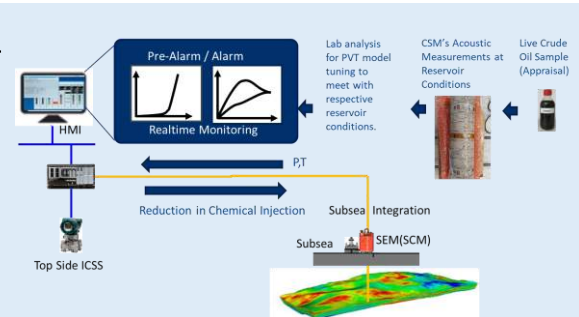 Pre-Alarm / Alarm
Realtime Monitoring
HMI
Lab analysis
for PVT model
tuning to
meet with
respective
reservoir
conditions.
CSM's Acoustic
Measurements at
Reservoir
Conditions
Live Crude
Oil Sample
(Appraisal)
P,T
Reduction in Chemical Injection
Subsea Integration
Subsea
SEM(SCM)
Top Side ICSS